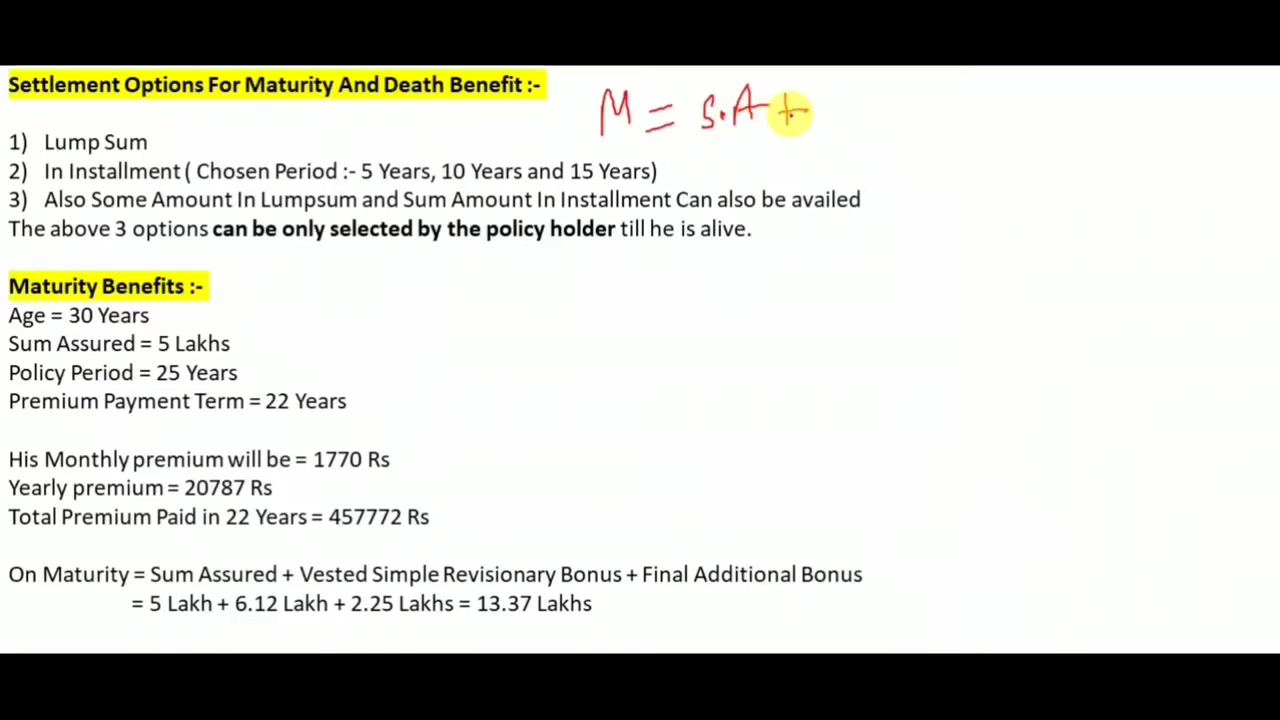 Settlement Options For Maturity And Death Benefit :-
M = S.A +
1) Lump Sum
2) In Installment ( Chosen Period :- 5 Years, 10 Years and 15 Years)
3) Also Some Amount In Lumpsum and Sum Amount In Installment Can also be availed
The above 3 options can be only selected by the policy holder till he is alive.
Maturity Benefits :-
Age = 30 Years
Sum Assured = 5 Lakhs
Policy Period = 25 Years
Premium Payment Term = 22 Years
His Monthly premium will be = 1770 Rs
Yearly premium = 20787 Rs
Total Premium Paid in 22 Years = 457772 Rs
On Maturity = Sum Assured + Vested Simple Revisionary Bonus + Final Additional Bonus
= 5 Lakh + 6.12 Lakh + 2.25 Lakhs = 13.37 Lakhs